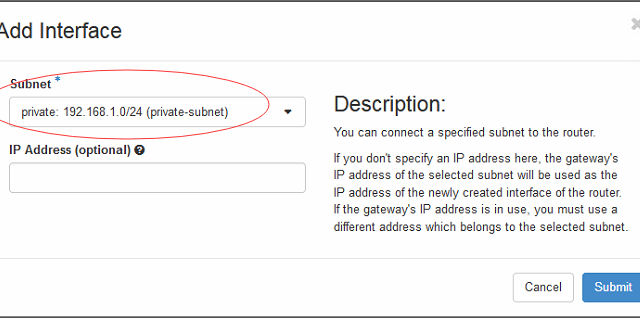 Add Interface
Subnet *
private: 192.168.1.0/24 (private-subnet)
IP Address (optional)
Description:
You can connect a specified subnet to the router.
If you don't specify an IP address here, the gateway's
IP address of the selected subnet will be used as the
IP address of the newly created interface of the router.
If the gateway's IP address is in use, you must use a
different address which belongs to the selected subnet.
Cancel
Submit